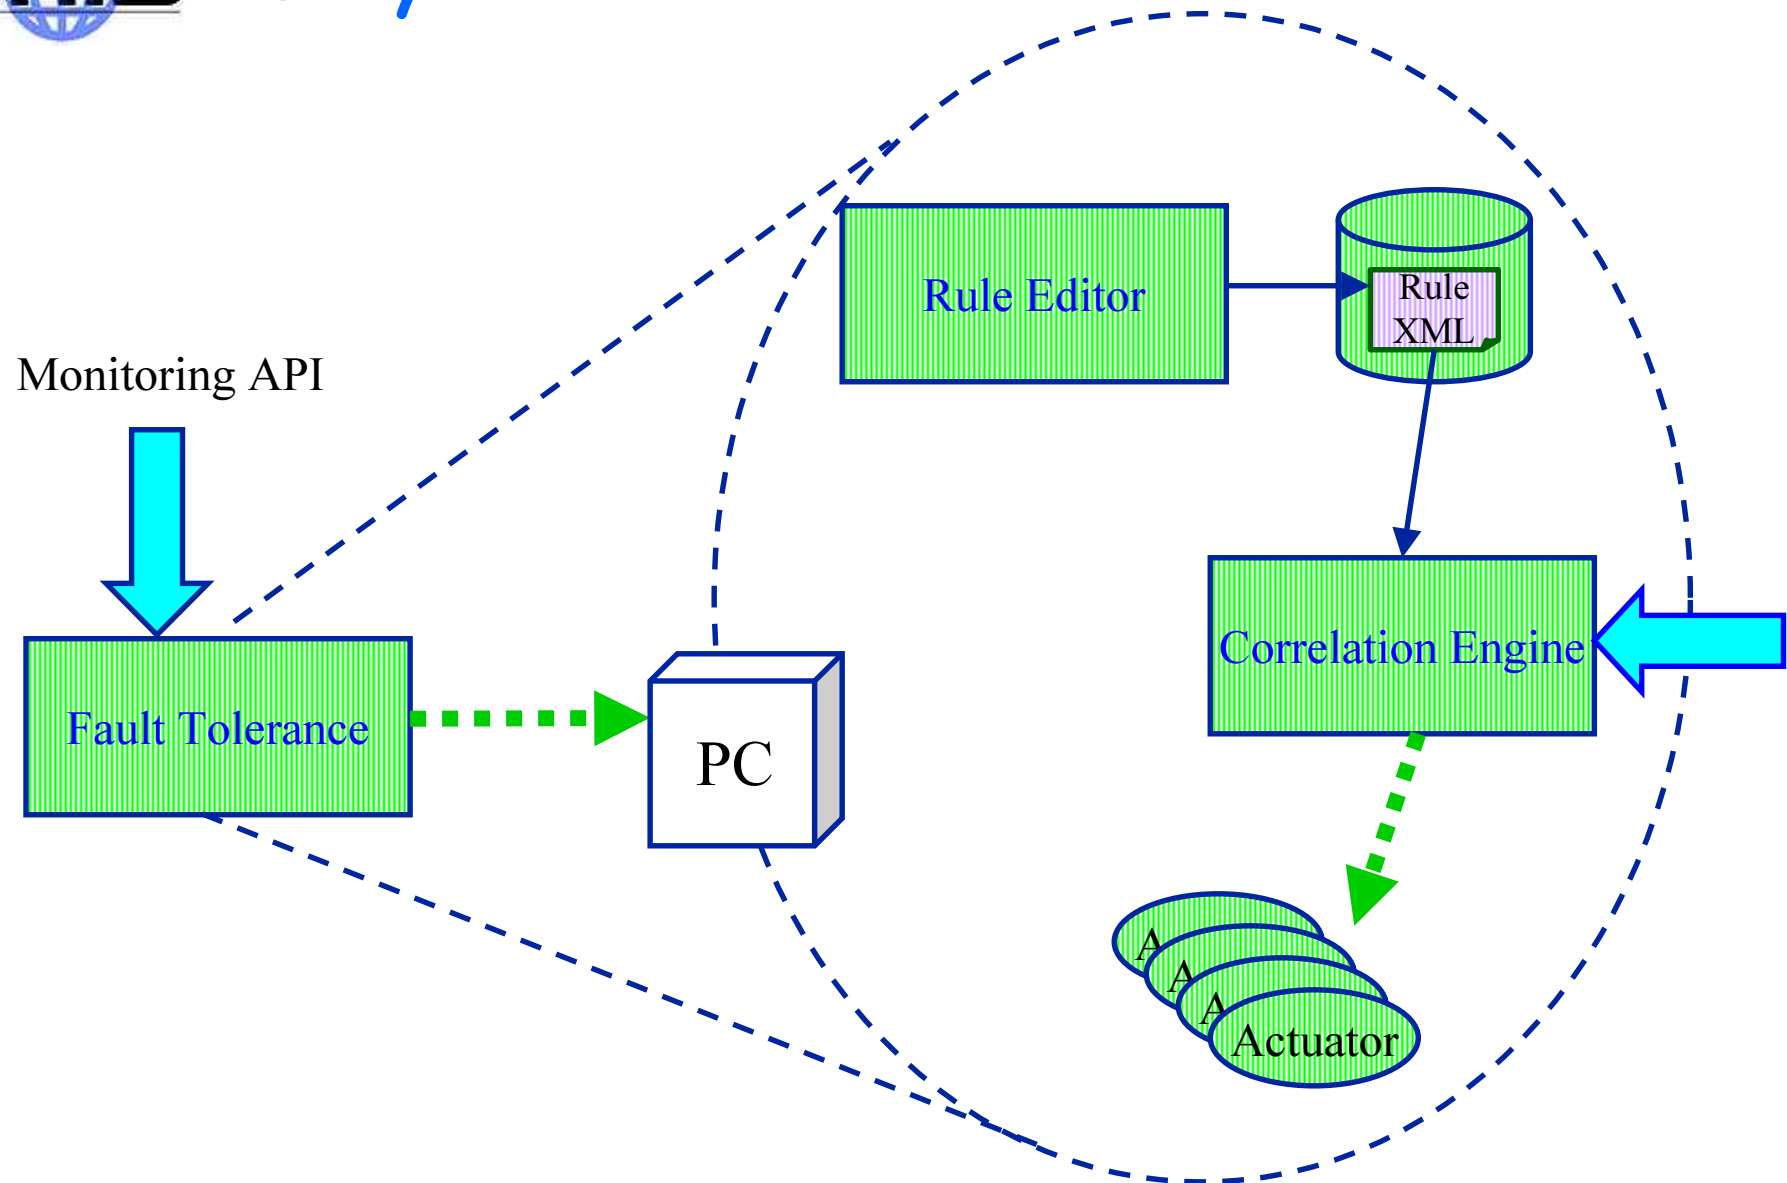 Rule Editor
Rule
XML
Monitoring API
Correlation Engine
Fault Tolerance
PC
A
A
A
Actuator